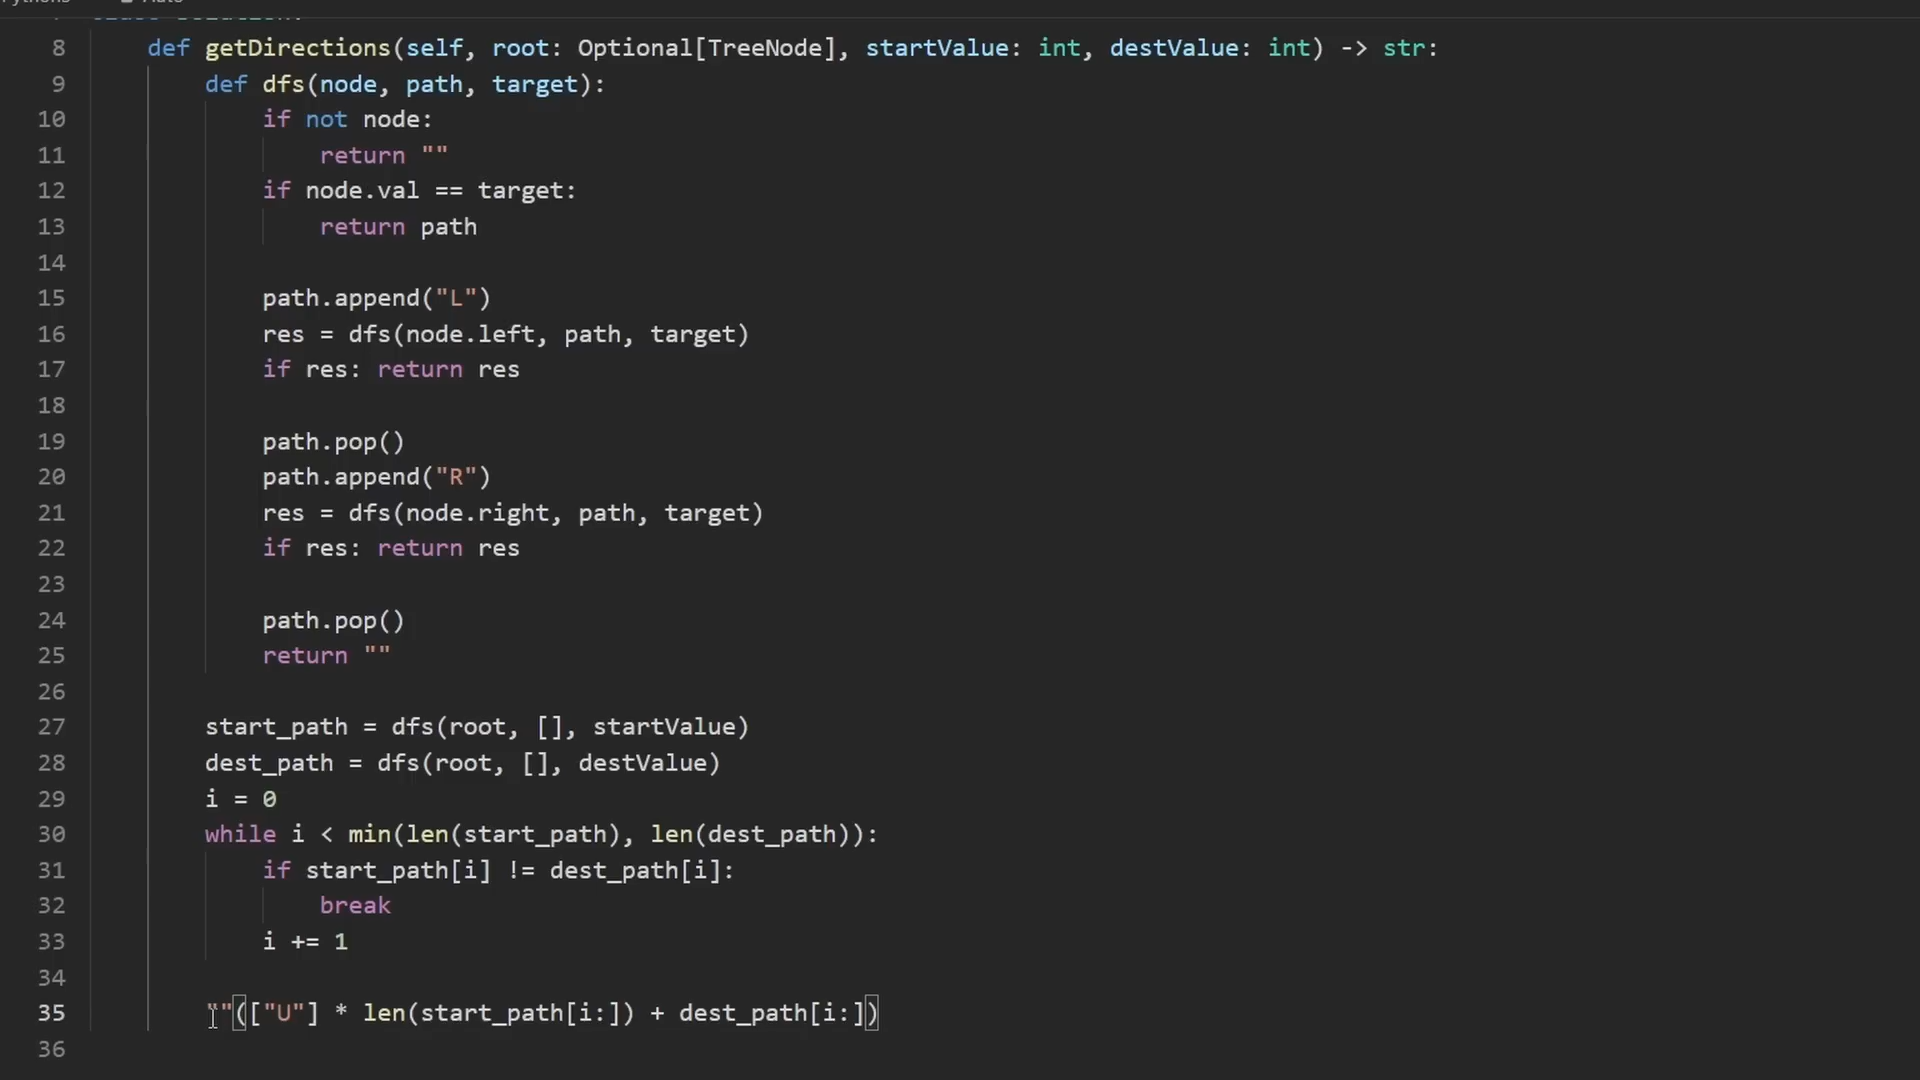 8 def getDirections(self, root: Optional[TreeNode], startValue: int, destValue: int) -> str:
9 def dfs(node, path, target):
10 if not node:
11 return ""
12 if node.val == target:
13 return path
14
15 path.append("L")
16 res = dfs(node.left, path, target)
17 if res: return res
18
19 path.pop()
20 path.append("R")
21 res = dfs(node.right, path, target)
22 if res: return res
23
24 path.pop()
25 return ""
26
27 start_path = dfs(root, [], startValue)
28 dest_path = dfs(root, [], destValue)
29 i = 0
30 while i < min(len(start_path), len(dest_path)):
31 if start_path[i] != dest_path[i]:
32 break
33 i += 1
34
35 ""(["U"] * len(start_path[i:]) + dest_path[i:])
36